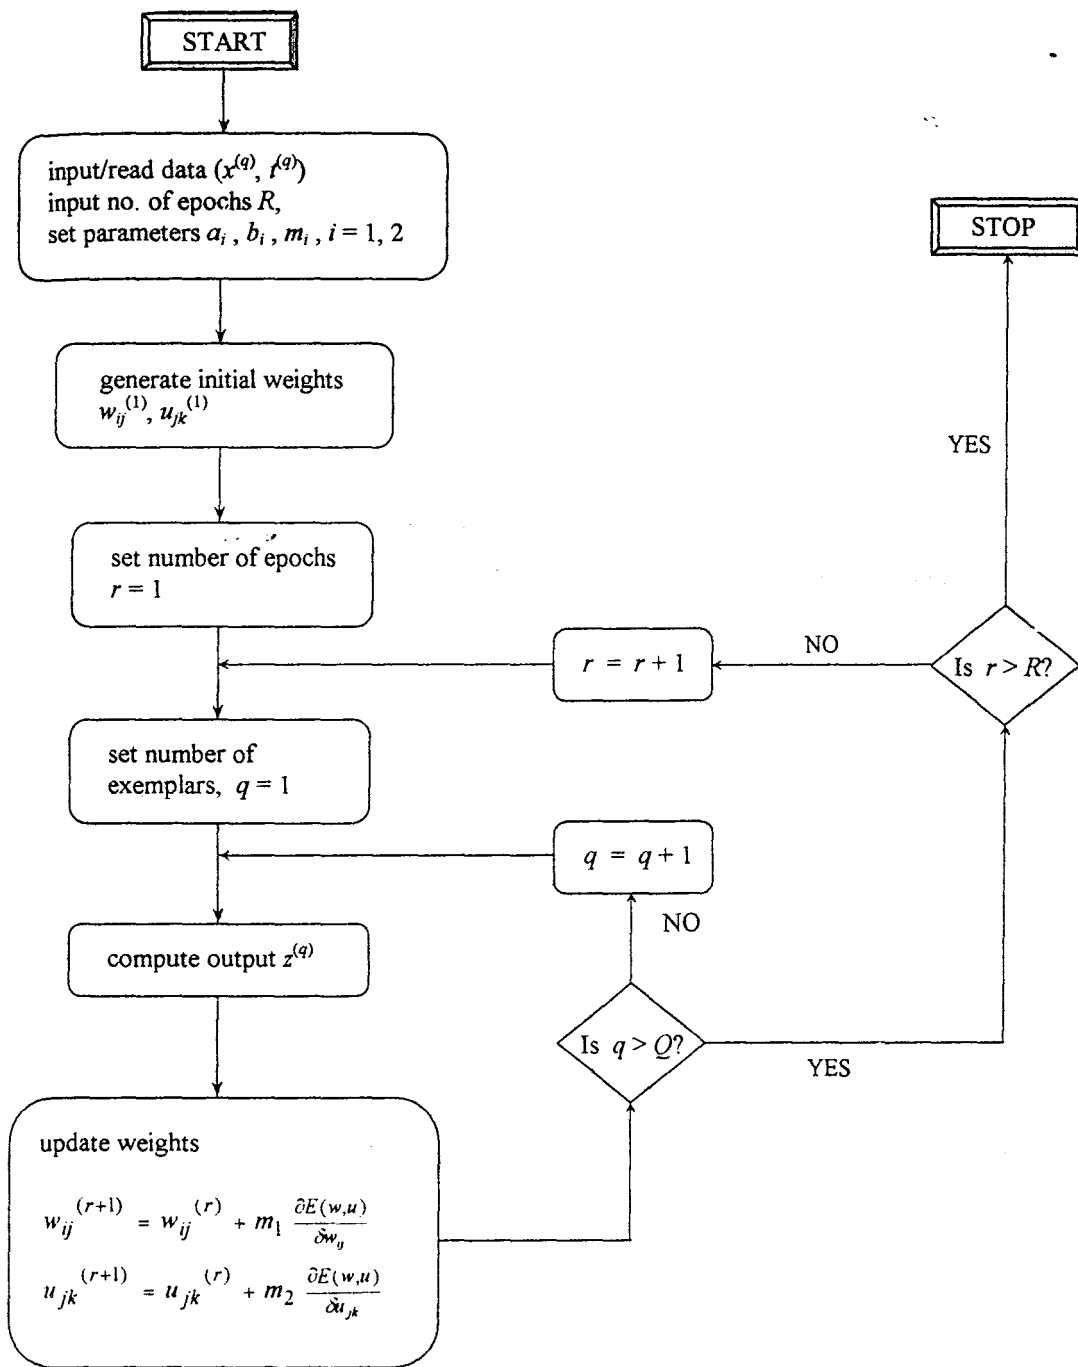 START
input/read data (x^(q), t^(q))
input no. of epochs R,
set parameters a_i , b_i , m_i , i = 1, 2
generate initial weights
w_ij^(1), u_jk^(1)
set number of epochs
r = 1
set number of
exemplars, q = 1
compute output z^(q)
update weights
w_ij^(r+1) = w_ij^(r) + m_1 ∂E(w,u)/δw_ij
u_jk^(r+1) = u_jk^(r) + m_2 ∂E(w,u)/δu_jk
Is q > Q?
NO
q = q + 1
YES
Is r > R?
NO
r = r + 1
YES
STOP